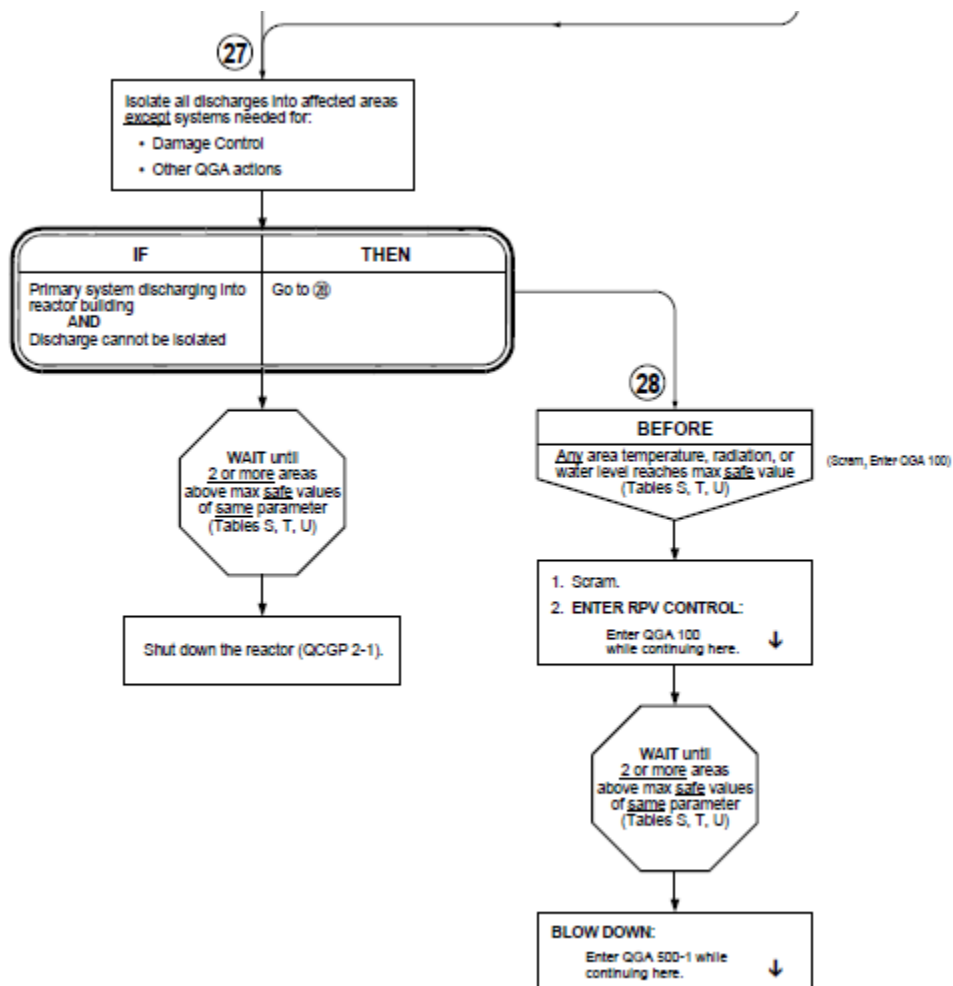 27
Isolate all discharges into affected areas
except systems needed for:
• Damage Control
• Other QGA actions
IF
THEN
Primary system discharging into
reactor building
AND
Discharge cannot be isolated
Go to 28
WAIT until
2 or more areas
above max safe values
of same parameter
(Tables S, T, U)
Shut down the reactor (QCGP 2-1).
28
BEFORE
Any area temperature, radiation, or
water level reaches max safe value
(Tables S, T, U)
(Scram, Enter QGA 100)
1. Scram.
2. ENTER RPV CONTROL:
Enter QGA 100
while continuing here.
WAIT until
2 or more areas
above max safe values
of same parameter
(Tables S, T, U)
BLOW DOWN:
Enter QGA 500-1 while
continuing here.